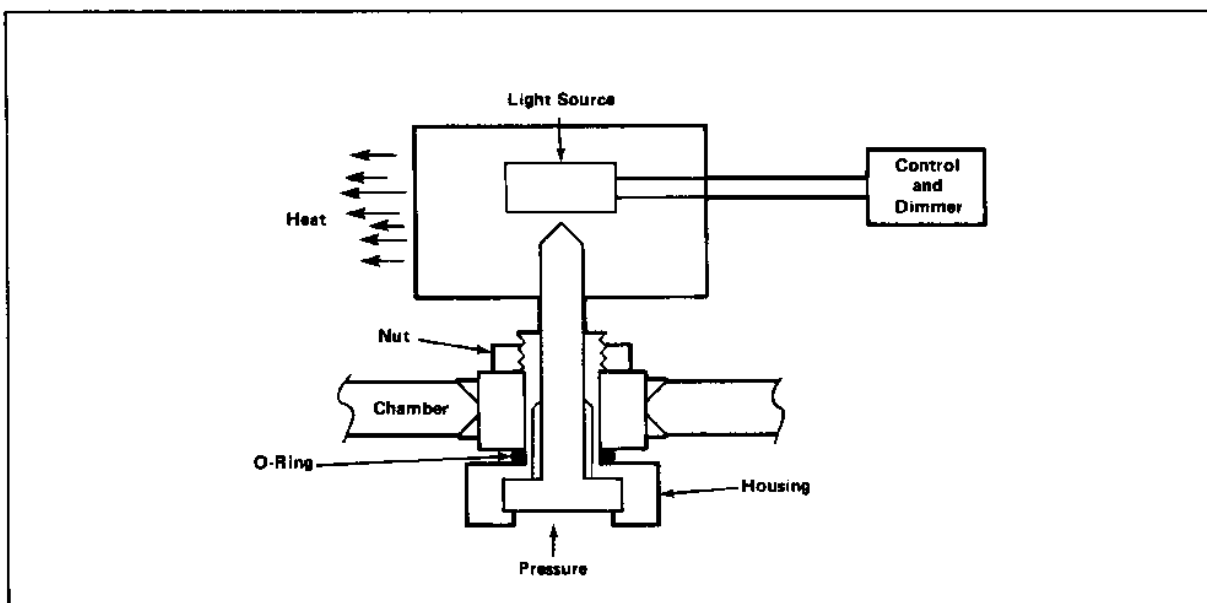 Light Source
Control
and
Dimmer
Heat
Nut
Chamber
O-Ring
Housing
Pressure